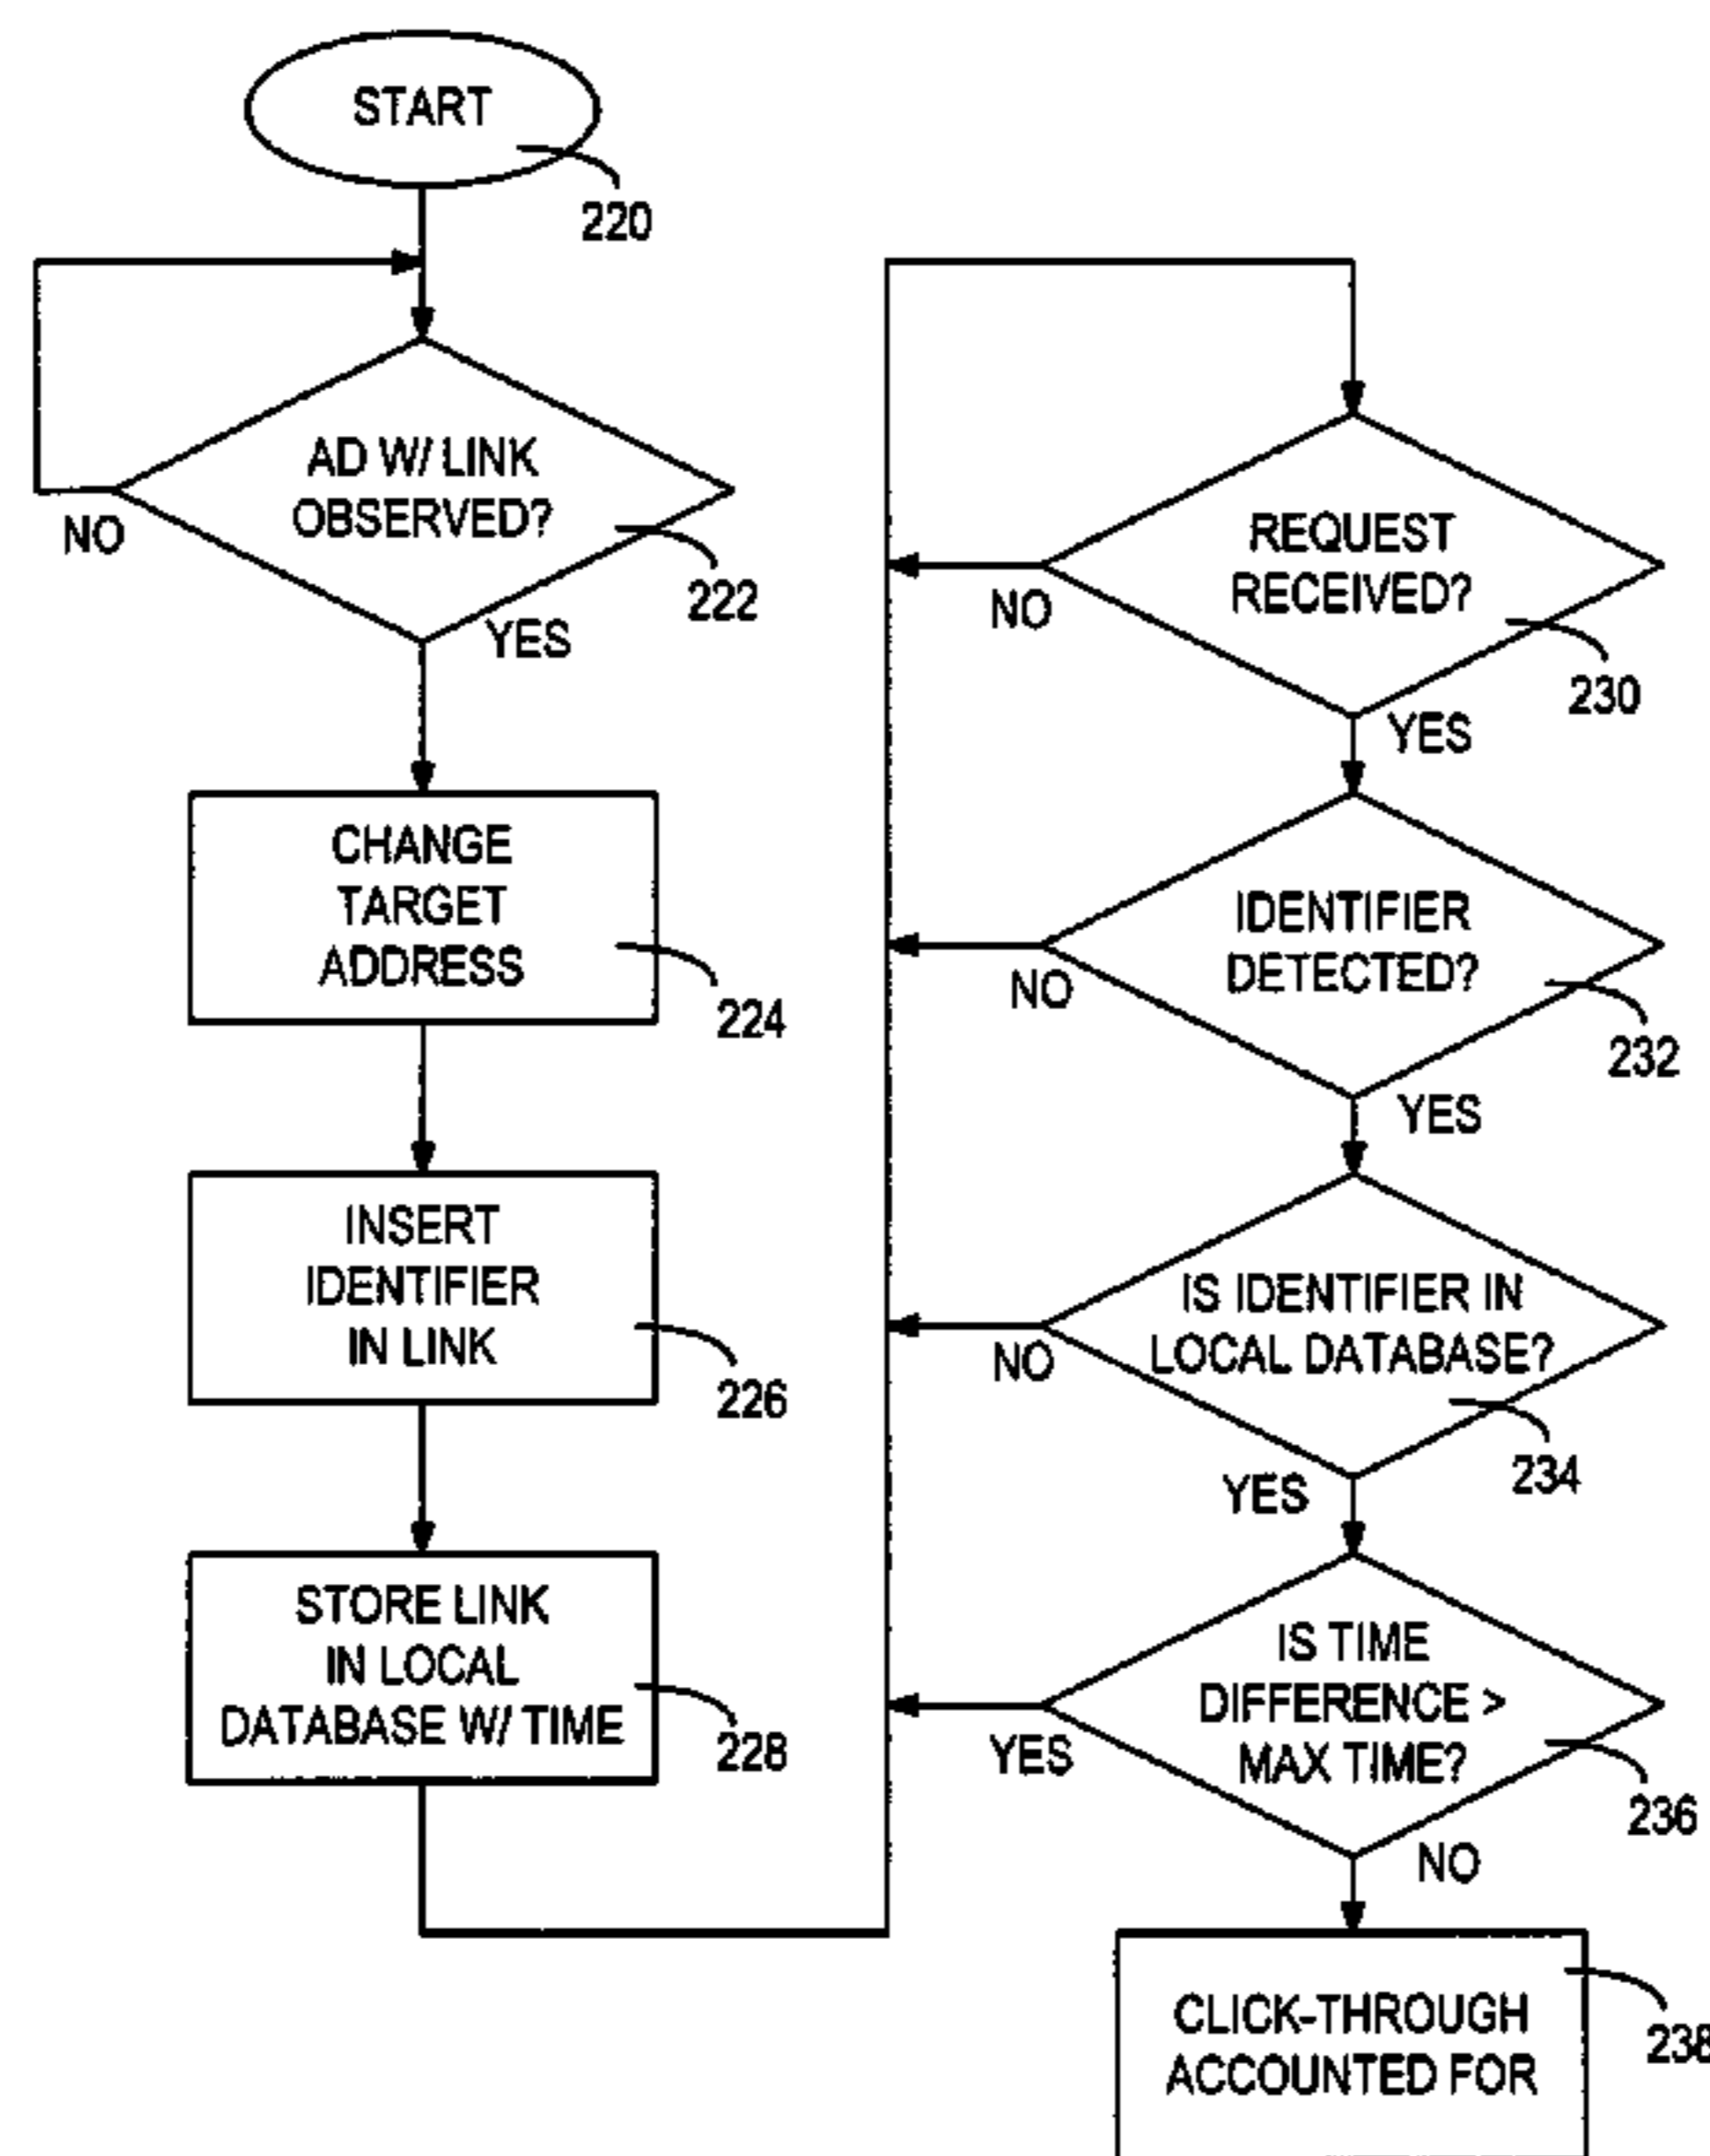 START
220
AD W/ LINK
OBSERVED?
NO
222
YES
CHANGE
TARGET
ADDRESS
224
INSERT
IDENTIFIER
IN LINK
226
STORE LINK
IN LOCAL
DATABASE W/ TIME
228
REQUEST
RECEIVED?
NO
230
YES
IDENTIFIER
DETECTED?
NO
232
YES
IS IDENTIFIER IN
LOCAL DATABASE?
NO
234
YES
IS TIME
DIFFERENCE >
MAX TIME?
YES
236
NO
CLICK-THROUGH
ACCOUNTED FOR
238